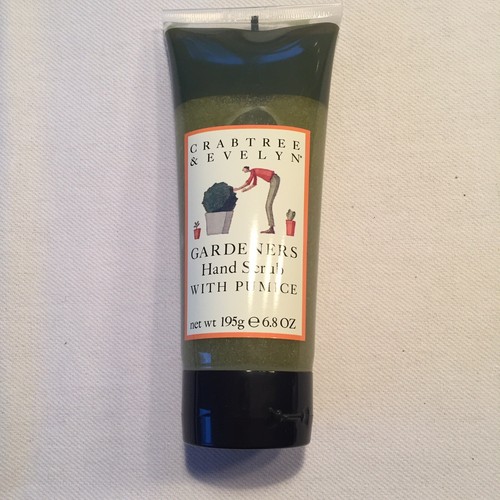 CRABTREE
& EVELYN®
GARDENERS
Hand Scrub
WITH PUMICE
net wt 195g ℮ 6.8 OZ